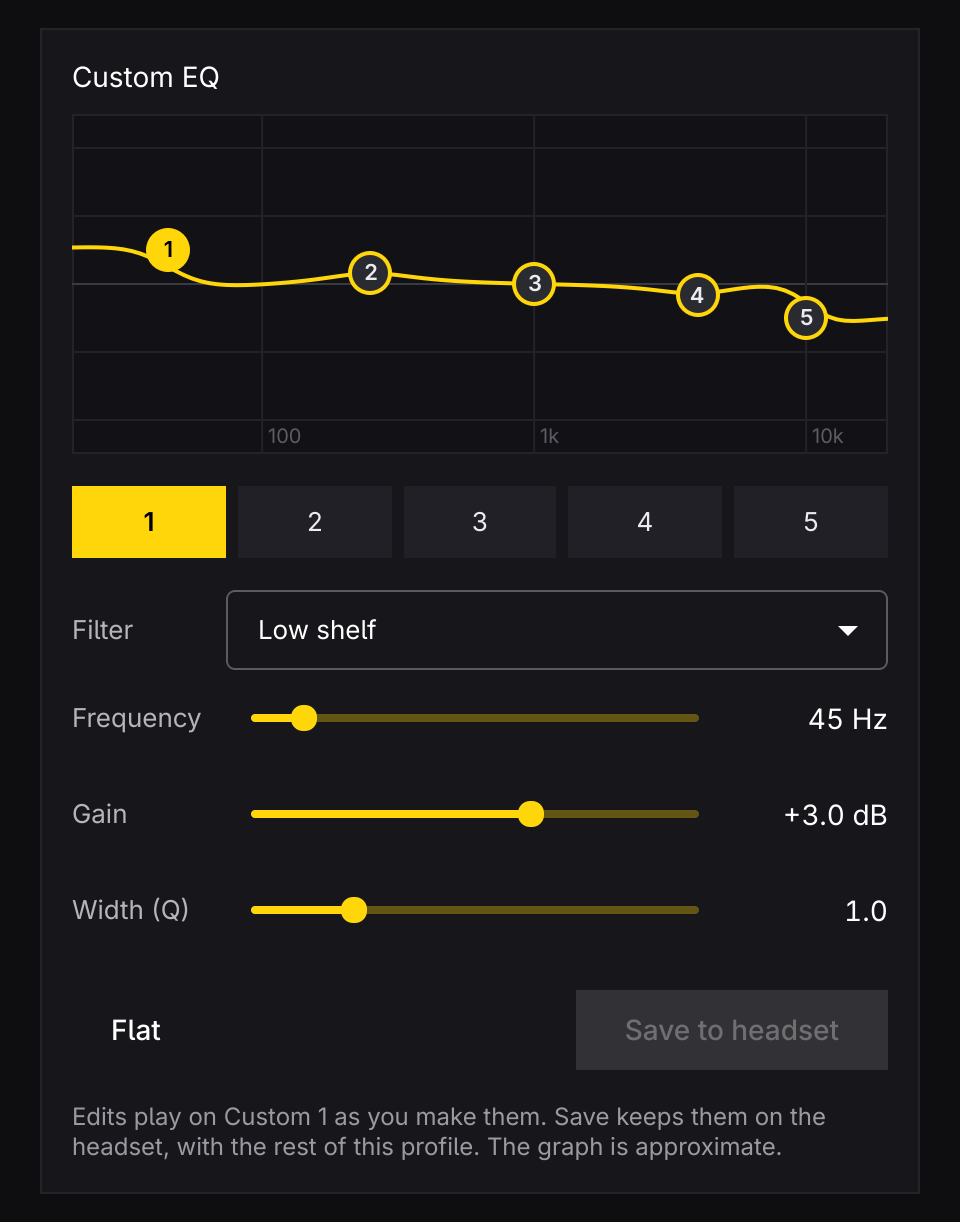 Custom EQ
1
2
3
4
5
100
1k
10k
1
2
3
4
5
Filter
Low shelf
Frequency
45 Hz
Gain
+3.0 dB
Width (Q)
1.0
Flat
Save to headset
Edits play on Custom 1 as you make them. Save keeps them on the
headset, with the rest of this profile. The graph is approximate.